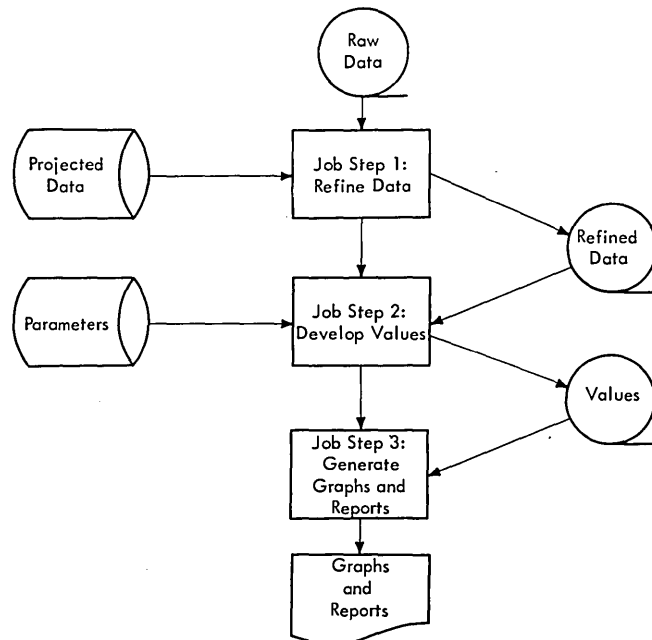 Raw
Data
Projected
Data
Job Step 1:
Refine Data
Refined
Data
Parameters
Job Step 2:
Develop Values
Values
Job Step 3:
Generate
Graphs and
Reports
Graphs
and
Reports